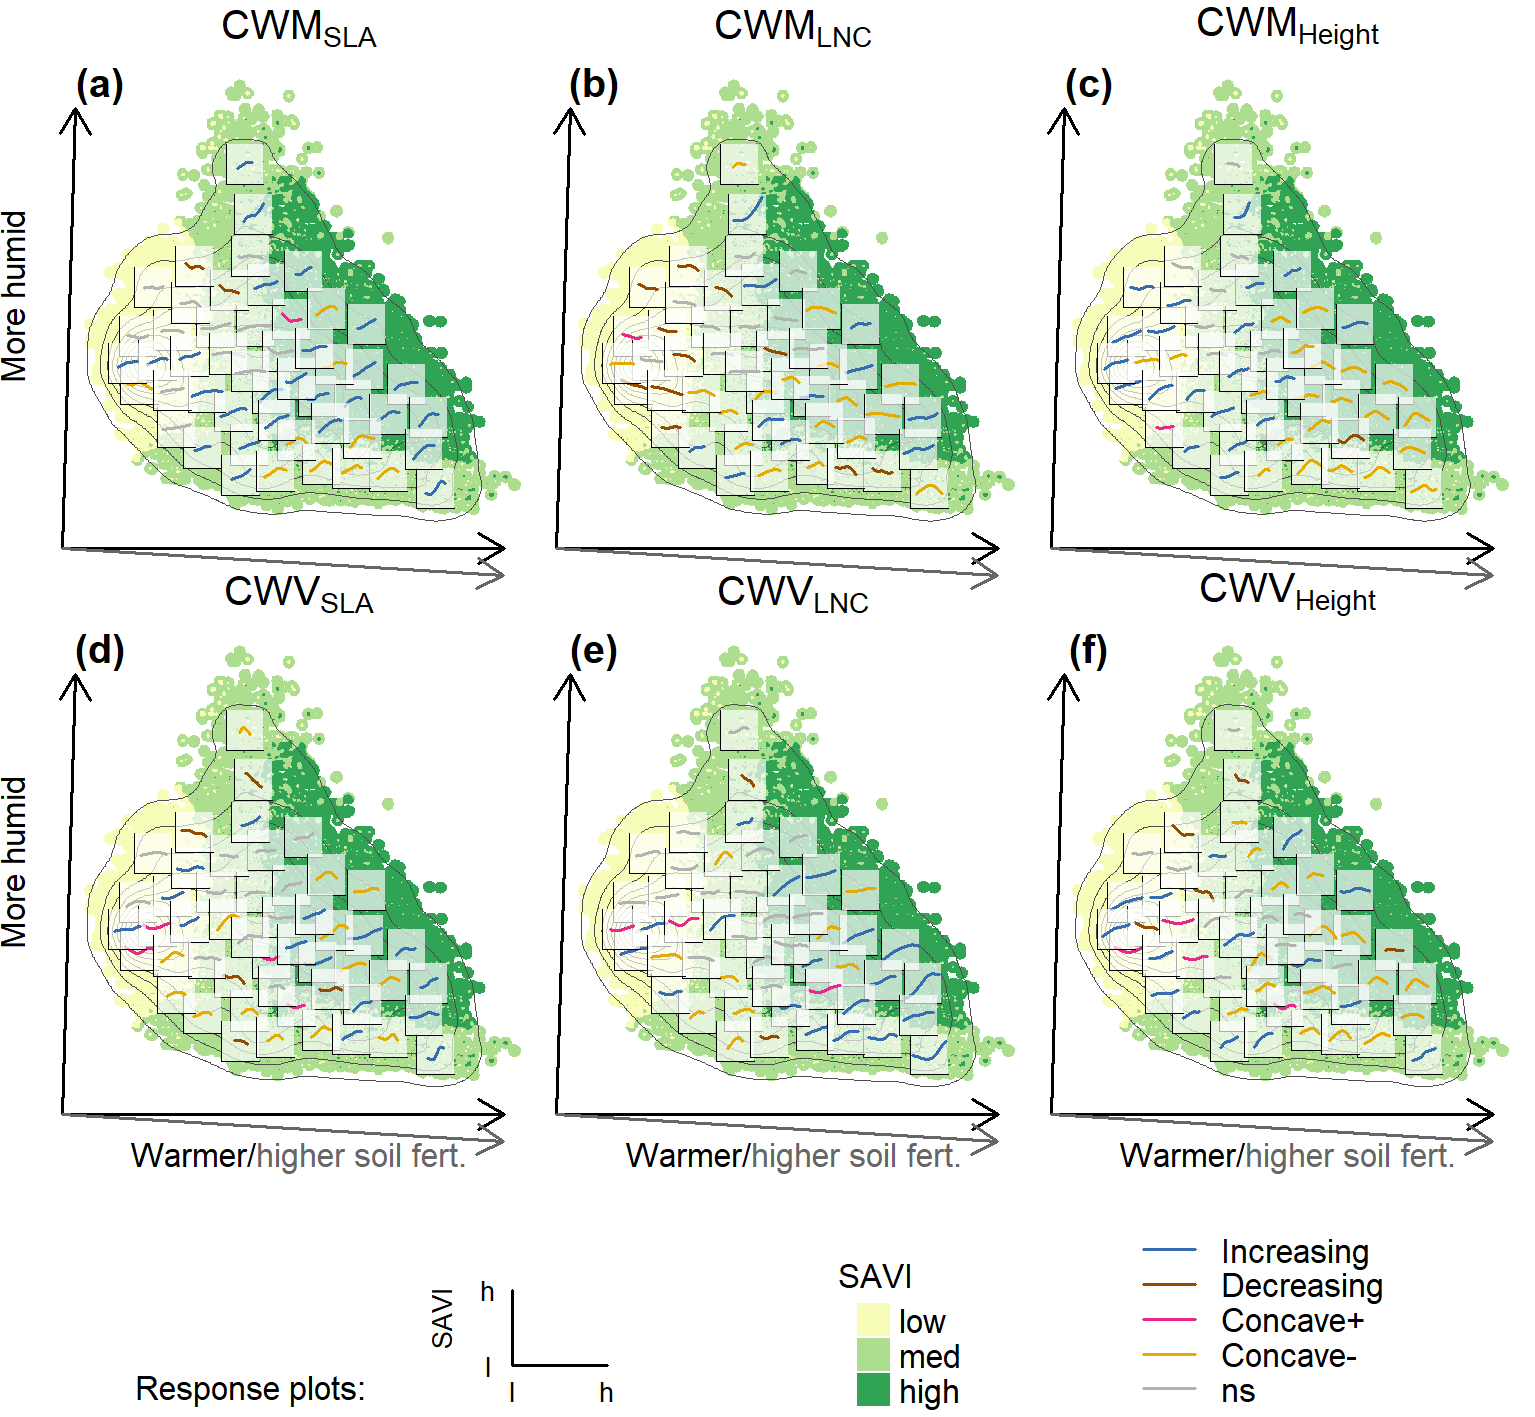 CWMSLA
CWMLNC
CWMHeight
(a)
(b)
(c)
More humid
CWVSLA
CWVLNC
CWVHeight
(d)
(e)
(f)
More humid
Warmer/higher soil fert.
Warmer/higher soil fert.
Warmer/higher soil fert.
Response plots:
SAVI
h
l
l
h
SAVI
low
med
high
Increasing
Decreasing
Concave+
Concave-
ns